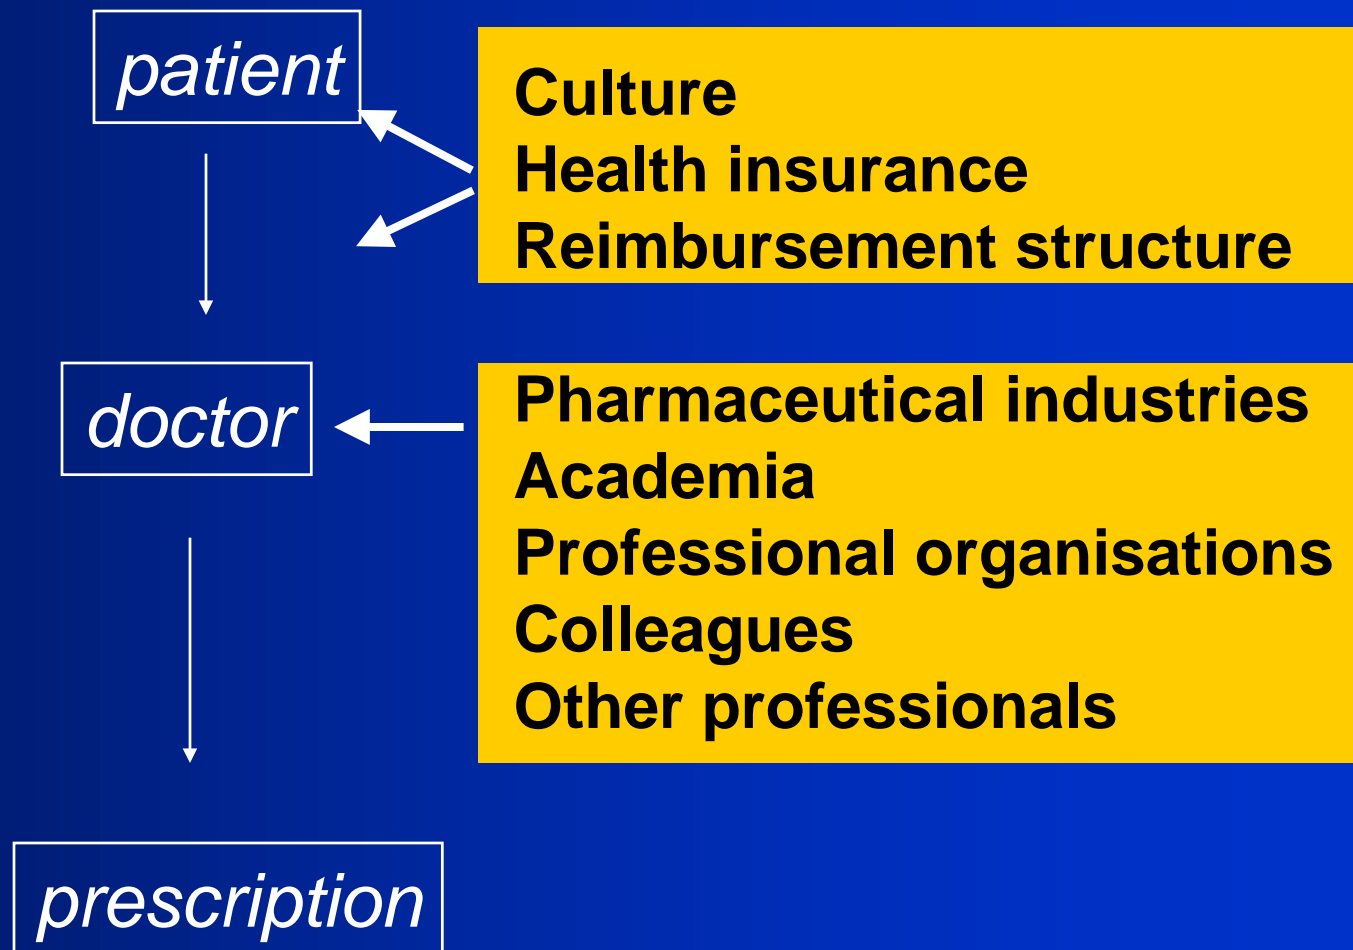 patient
Culture
Health insurance
Reimbursement structure
doctor
Pharmaceutical industries
Academia
Professional organisations
Colleagues
Other professionals
prescription